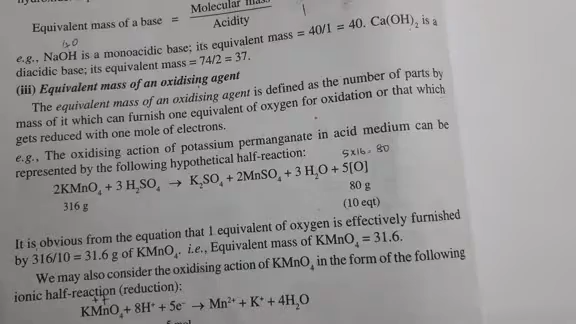 Equivalent mass of a base = Molecular mass / Acidity
e.g., NaOH is a monoacidic base; its equivalent mass = 40/1 = 40. Ca(OH)₂ is a
diacidic base; its equivalent mass = 74/2 = 37.
(iii) Equivalent mass of an oxidising agent
The equivalent mass of an oxidising agent is defined as the number of parts by
mass of it which can furnish one equivalent of oxygen for oxidation or that which
gets reduced with one mole of electrons.
e.g., The oxidising action of potassium permanganate in acid medium can be
represented by the following hypothetical half-reaction:
5×16=80
2KMnO₄ + 3 H₂SO₄ → K₂SO₄ + 2MnSO₄ + 3 H₂O + 5[O]
316 g 80 g
(10 eqt)
It is obvious from the equation that 1 equivalent of oxygen is effectively furnished
by 316/10 = 31.6 g of KMnO₄. i.e., Equivalent mass of KMnO₄ = 31.6.
We may also consider the oxidising action of KMnO₄ in the form of the following
ionic half-reaction (reduction):
KMnO₄ + 8H⁺ + 5e⁻ → Mn²⁺ + K⁺ + 4H₂O